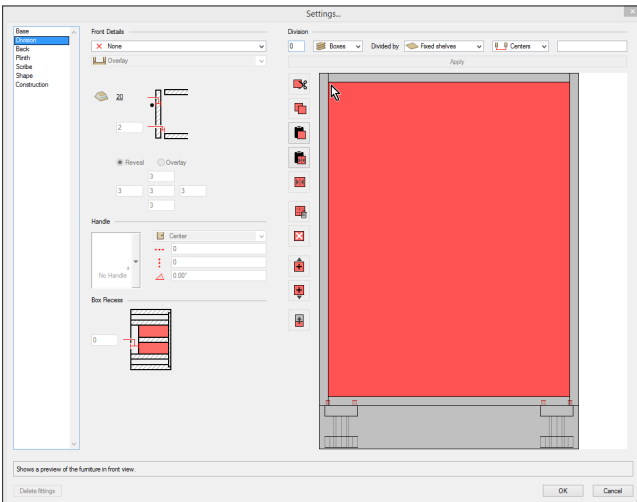 Settings...
Base
Division
Back
Plinth
Scribe
Shape
Construction
Front Details
None
Overlay
20
2
Reveal
Overlay
3
3
3
3
3
Handle
No Handle
Center
0
0
0.00°
Box Recess
0
Division
0
Boxes
Divided by
Fixed shelves
Centers
Apply
Shows a preview of the furniture in front view.
Delete fittings
OK
Cancel